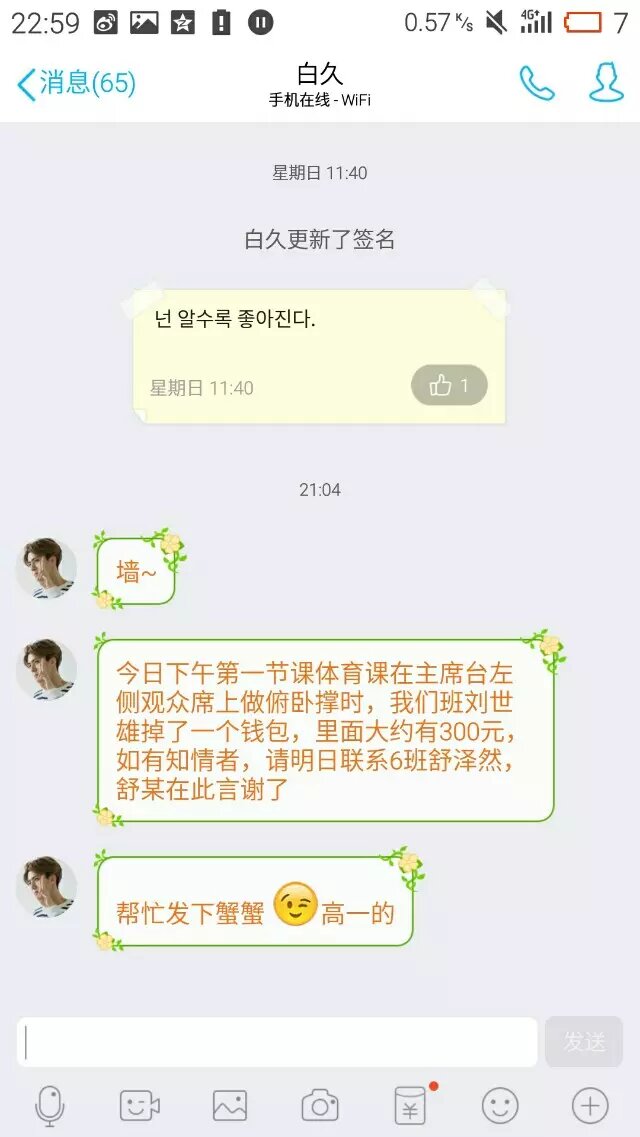 22:59
0.57 K/s
4G+
7
消息(65)
白久
手机在线 - WiFi
星期日 11:40
白久更新了签名
넌 알수록 좋아진다.
星期日 11:40
1
21:04
墙~
今日下午第一节课体育课在主席台左
侧观众席上做俯卧撑时，我们班刘世
雄掉了一个钱包，里面大约有300元，
如有知情者，请明日联系6班舒泽然，
舒某在此言谢了
帮忙发下蟹蟹😉高一的
发送